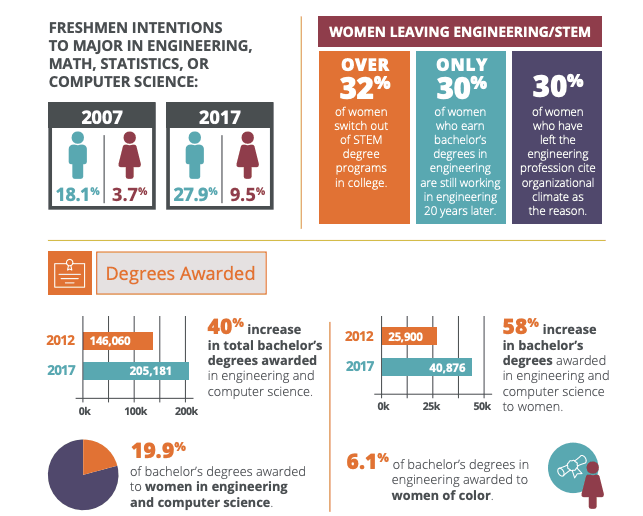 FRESHMEN INTENTIONS
TO MAJOR IN ENGINEERING,
MATH, STATISTICS, OR
COMPUTER SCIENCE:
2007
18.1%
3.7%
2017
27.9%
9.5%
WOMEN LEAVING ENGINEERING/STEM
OVER
32%
of women
switch out
of STEM
degree
programs
in college.
ONLY
30%
of women
who earn
bachelor's
degrees in
engineering
are still working
in engineering
20 years later.
30%
of women
who have
left the
engineering
profession cite
organizational
climate as
the reason.
Degrees Awarded
2012
146,060
2017
205,181
0k
100k
200k
40% increase
in total bachelor's
degrees awarded
in engineering and
computer science.
2012
25,900
2017
40,876
0k
25k
50k
58% increase
in bachelor's
degrees awarded
in engineering and
computer science
to women.
19.9%
of bachelor's degrees awarded
to women in engineering
and computer science.
6.1% of bachelor's degrees in
engineering awarded to
women of color.